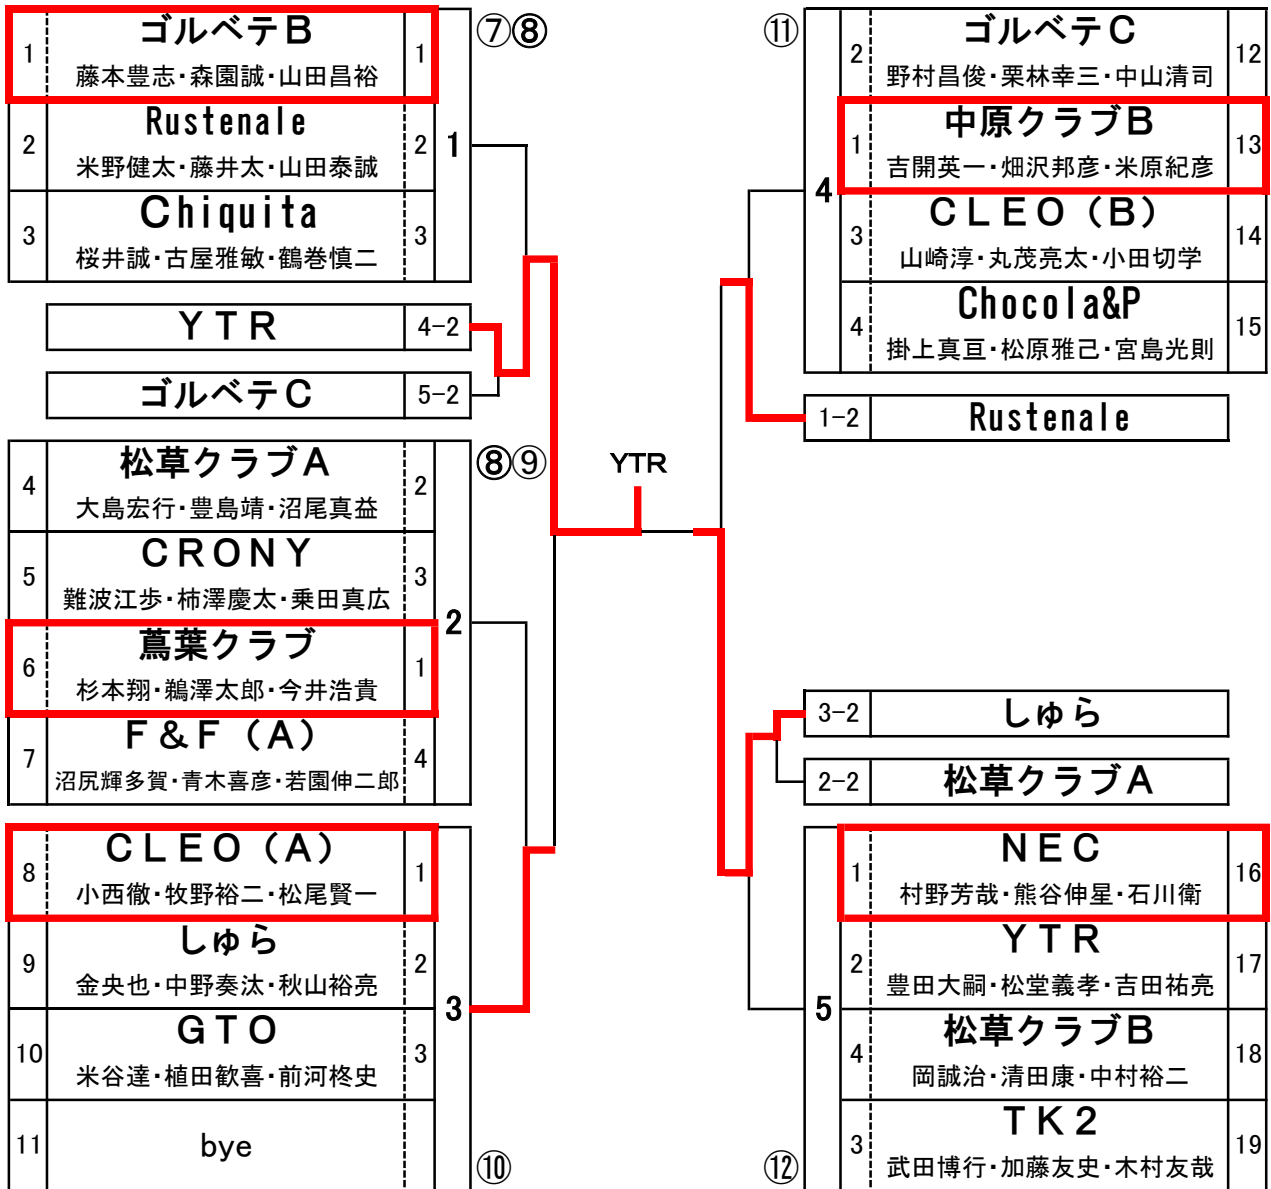 1 ゴルベテB 1
藤本豊志・森園誠・山田昌裕
2 Rustenale 2
米野健太・藤井太・山田泰誠
3 Chiquita 3
桜井誠・古屋雅敏・鶴巻慎二
1
⑦⑧
YTR 4-2
ゴルベテC 5-2
4 松草クラブA 2
大島宏行・豊島靖・沼尾真益
5 CRONY 3
難波江歩・柿澤慶太・乗田真広
6 蔦葉クラブ 1
杉本翔・鵜澤太郎・今井浩貴
7 F&F(A) 4
沼尻輝多賀・青木喜彦・若園伸二郎
2
⑧⑨
8 CLEO(A) 1
小西徹・牧野裕二・松尾賢一
9 しゅら 2
金央也・中野奏汰・秋山裕亮
10 GTO 3
米谷達・植田歓喜・前河柊史
11 bye
3
⑩
YTR
⑪
4
2 ゴルベテC 12
野村昌俊・栗林幸三・中山清司
1 中原クラブB 13
吉開英一・畑沢邦彦・米原紀彦
3 CLEO(B) 14
山崎淳・丸茂亮太・小田切学
4 Chocola&P 15
掛上真亘・松原雅己・宮島光則
1-2 Rustenale
3-2 しゅら
2-2 松草クラブA
5
1 NEC 16
村野芳哉・熊谷伸星・石川衛
2 YTR 17
豊田大嗣・松堂義孝・吉田祐亮
4 松草クラブB 18
岡誠治・清田康・中村裕二
3 TK2 19
武田博行・加藤友史・木村友哉
⑫